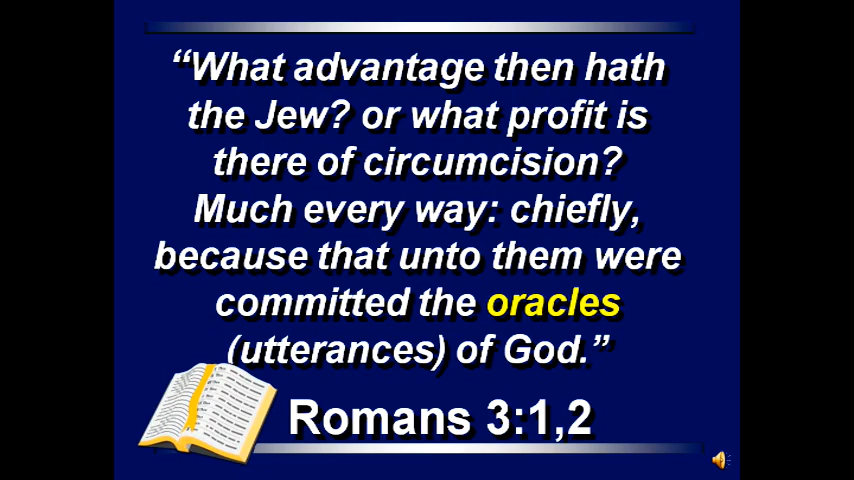 “What advantage then hath
the Jew? or what profit is
there of circumcision?
Much every way: chiefly,
because that unto them were
committed the oracles
(utterances) of God.”
Romans 3:1,2